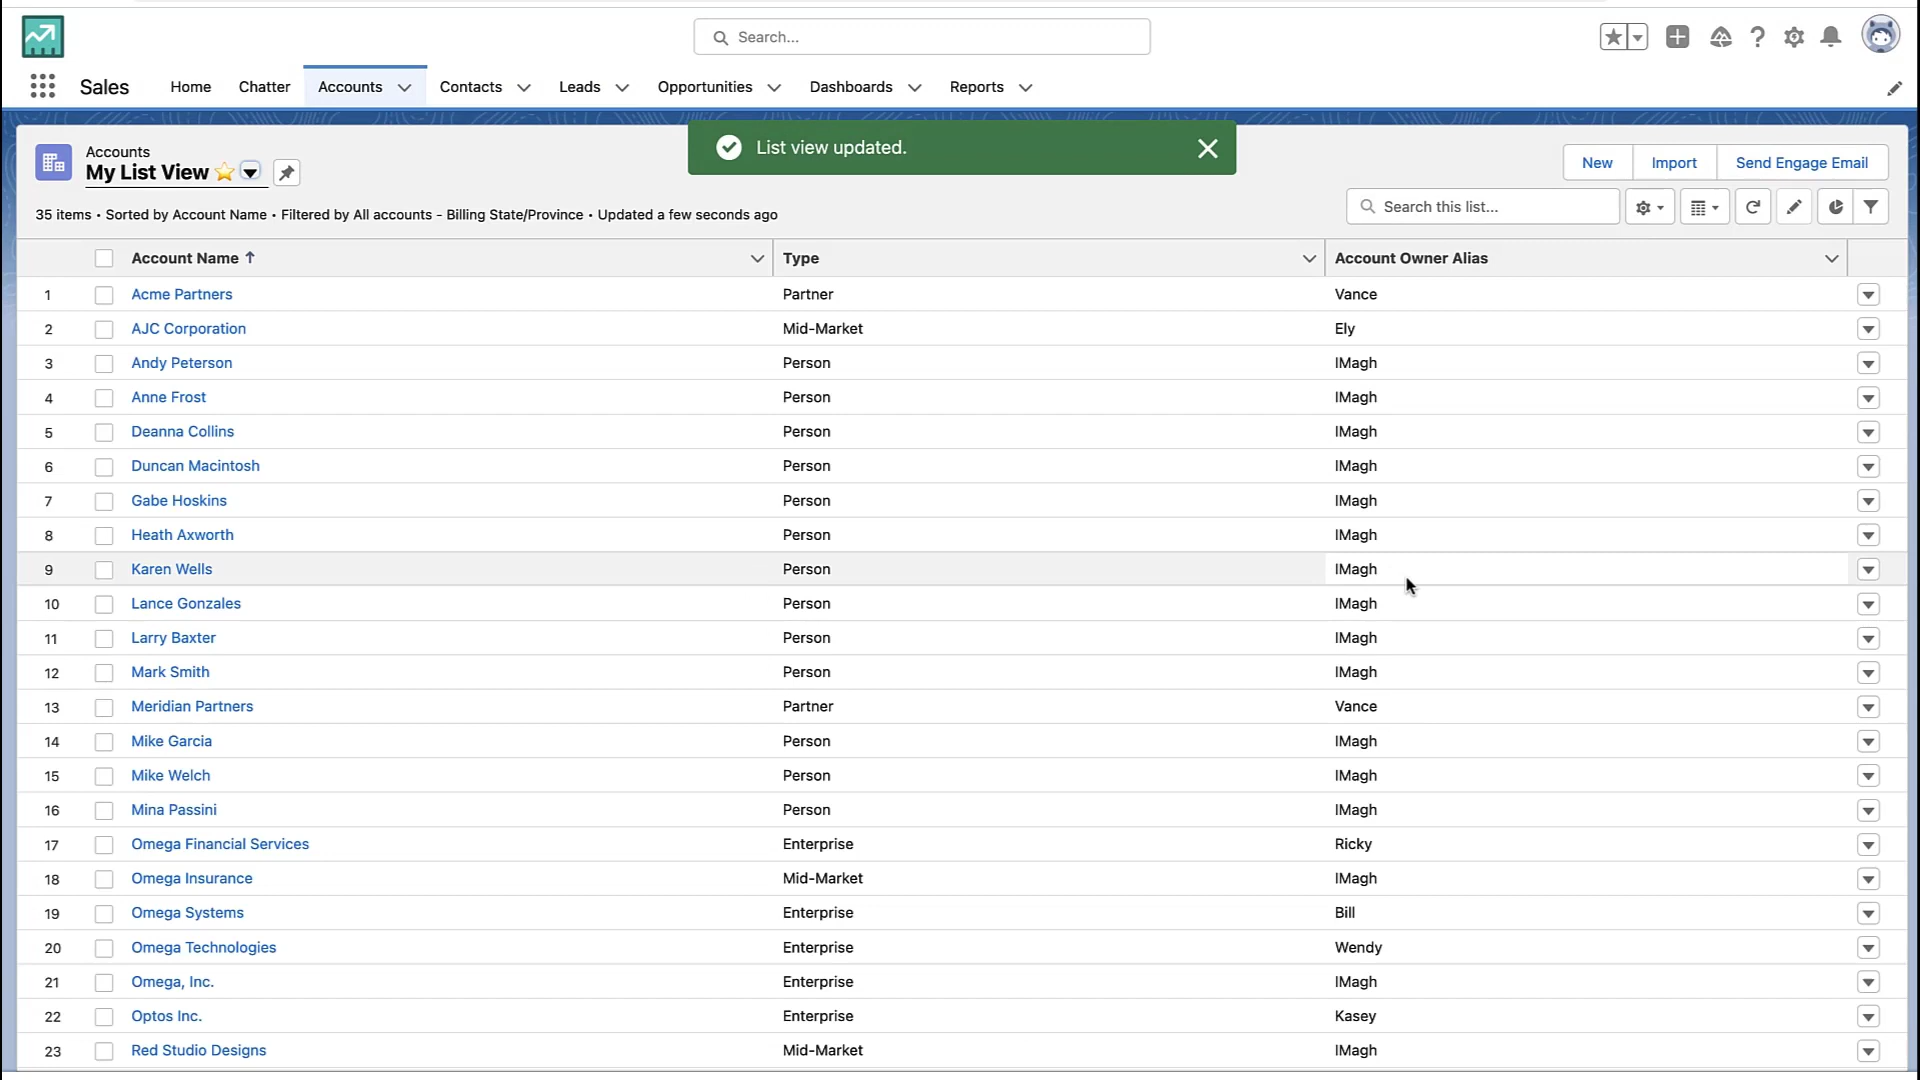 Search...
Sales Home Chatter Accounts Contacts Leads Opportunities Dashboards Reports
List view updated.
Accounts
My List View
New Import Send Engage Email
35 items • Sorted by Account Name • Filtered by All accounts - Billing State/Province • Updated a few seconds ago
Search this list...
Account Name ↑ Type Account Owner Alias
1 Acme Partners Partner Vance
2 AJC Corporation Mid-Market Ely
3 Andy Peterson Person IMagh
4 Anne Frost Person IMagh
5 Deanna Collins Person IMagh
6 Duncan Macintosh Person IMagh
7 Gabe Hoskins Person IMagh
8 Heath Axworth Person IMagh
9 Karen Wells Person IMagh
10 Lance Gonzales Person IMagh
11 Larry Baxter Person IMagh
12 Mark Smith Person IMagh
13 Meridian Partners Partner Vance
14 Mike Garcia Person IMagh
15 Mike Welch Person IMagh
16 Mina Passini Person IMagh
17 Omega Financial Services Enterprise Ricky
18 Omega Insurance Mid-Market IMagh
19 Omega Systems Enterprise Bill
20 Omega Technologies Enterprise Wendy
21 Omega, Inc. Enterprise IMagh
22 Optos Inc. Enterprise Kasey
23 Red Studio Designs Mid-Market IMagh